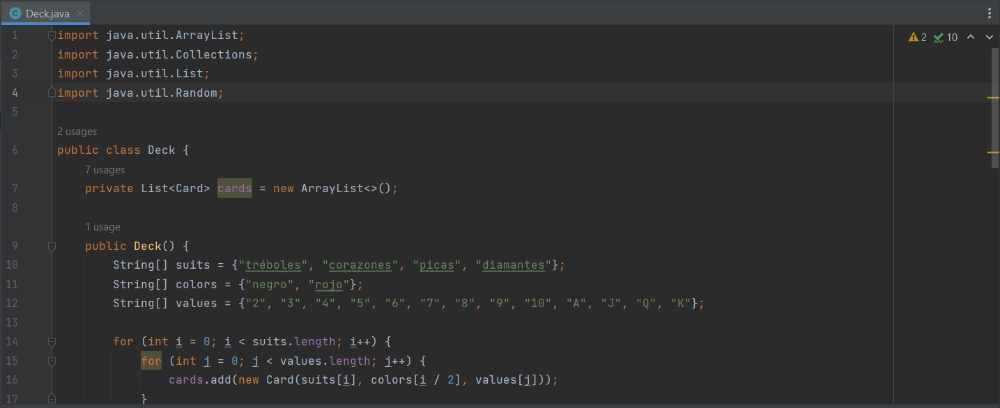 Deck.java
2 10
1 import java.util.ArrayList;
2 import java.util.Collections;
3 import java.util.List;
4 import java.util.Random;
5
2 usages
6 public class Deck {
7 usages
7 private List<Card> cards = new ArrayList<>();
8
1 usage
9 public Deck() {
10 String[] suits = {"tréboles", "corazones", "picas", "diamantes"};
11 String[] colors = {"negro", "rojo"};
12 String[] values = {"2", "3", "4", "5", "6", "7", "8", "9", "10", "A", "J", "Q", "K"};
13
14 for (int i = 0; i < suits.length; i++) {
15 for (int j = 0; j < values.length; j++) {
16 cards.add(new Card(suits[i], colors[i / 2], values[j]));
17 }